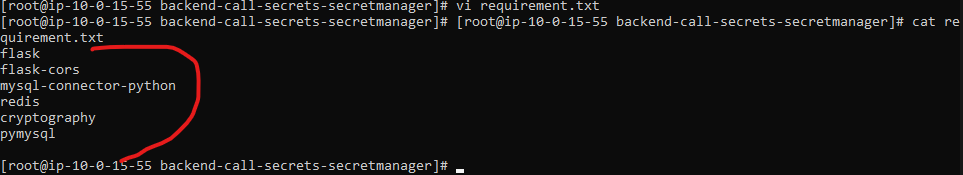 [root@ip-10-0-15-55 backend-call-secrets-secretmanager]# vi requirement.txt
[root@ip-10-0-15-55 backend-call-secrets-secretmanager]# [root@ip-10-0-15-55 backend-call-secrets-secretmanager]# cat re
quirement.txt
flask
flask-cors
mysql-connector-python
redis
cryptography
pymysql
[root@ip-10-0-15-55 backend-call-secrets-secretmanager]#